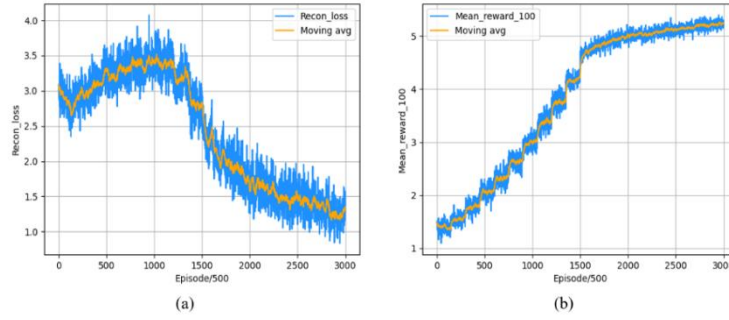 Recon_loss
Moving avg
4.0
3.5
3.0
2.5
2.0
1.5
1.0
Recon_loss
0
500
1000
1500
2000
2500
3000
Episode/500
(a)
Mean_reward_100
Moving avg
5
4
3
2
1
Mean_reward_100
0
500
1000
1500
2000
2500
3000
Episode/500
(b)